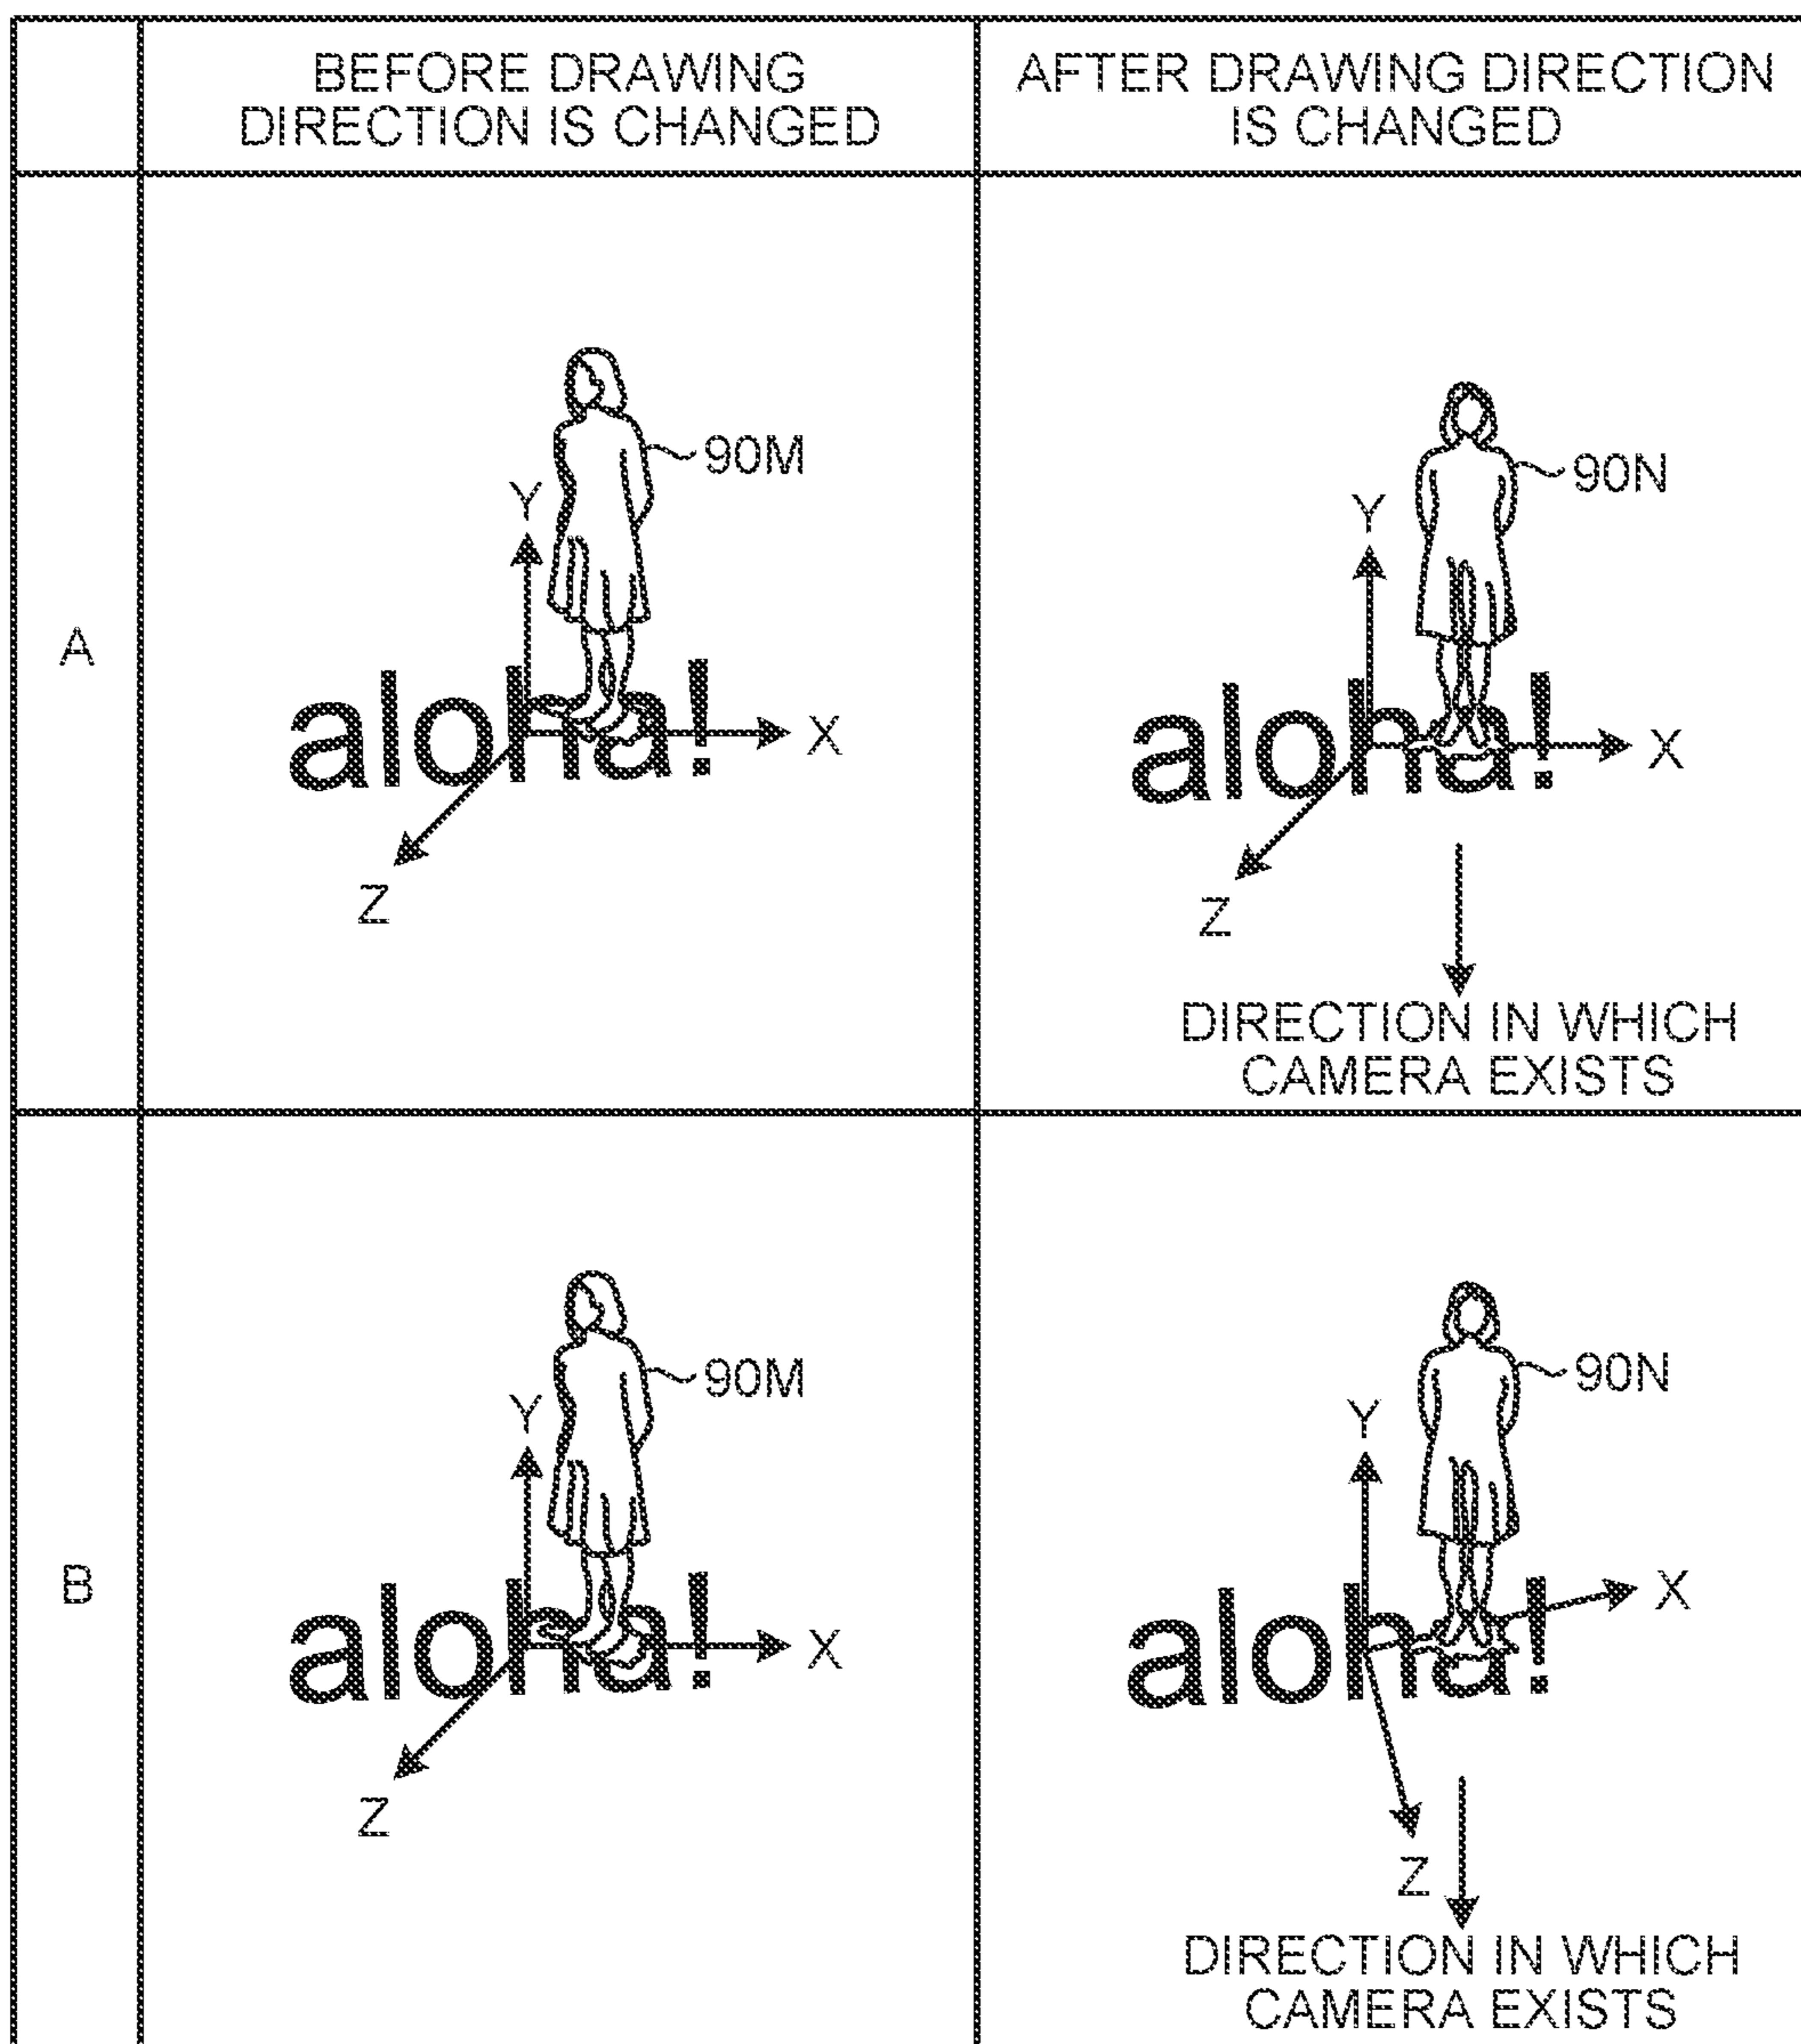 BEFORE DRAWING
DIRECTION IS CHANGED
AFTER DRAWING DIRECTION
IS CHANGED
A
90M
Y
aloha!
X
Z
90N
Y
aloha!
X
Z
DIRECTION IN WHICH
CAMERA EXISTS
B
90M
Y
aloha!
X
Z
90N
Y
X
aloha!
Z
DIRECTION IN WHICH
CAMERA EXISTS